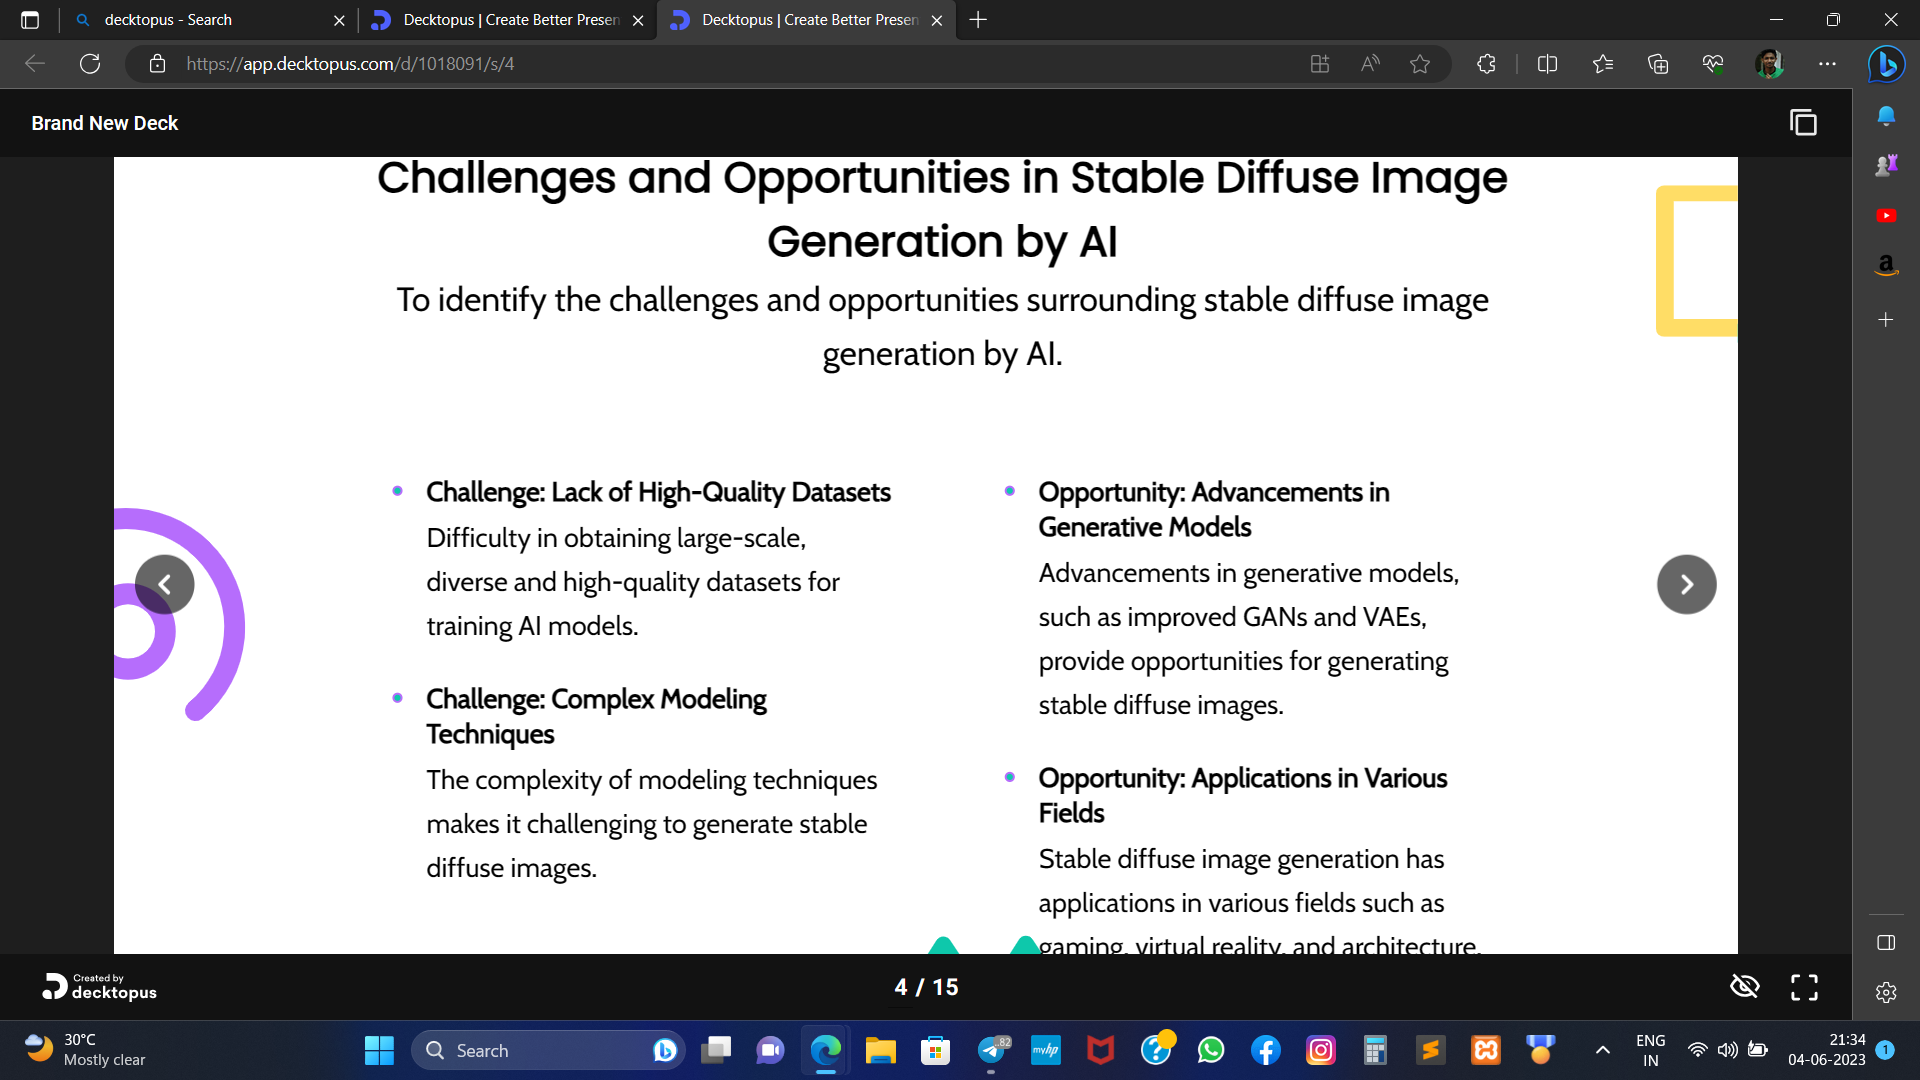 decktopus - Search
Decktopus | Create Better Presen
Decktopus | Create Better Presen
https://app.decktopus.com/d/1018091/s/4
Brand New Deck
Challenges and Opportunities in Stable Diffuse Image
Generation by AI
To identify the challenges and opportunities surrounding stable diffuse image
generation by AI.
Challenge: Lack of High-Quality Datasets
Difficulty in obtaining large-scale,
diverse and high-quality datasets for
training AI models.
Challenge: Complex Modeling
Techniques
The complexity of modeling techniques
makes it challenging to generate stable
diffuse images.
Opportunity: Advancements in
Generative Models
Advancements in generative models,
such as improved GANs and VAEs,
provide opportunities for generating
stable diffuse images.
Opportunity: Applications in Various
Fields
Stable diffuse image generation has
applications in various fields such as
gaming, virtual reality, and architecture.
Created by
decktopus
4 / 15
30°C
Mostly clear
Search
..82
myhp
ENG
IN
21:34
04-06-2023
1